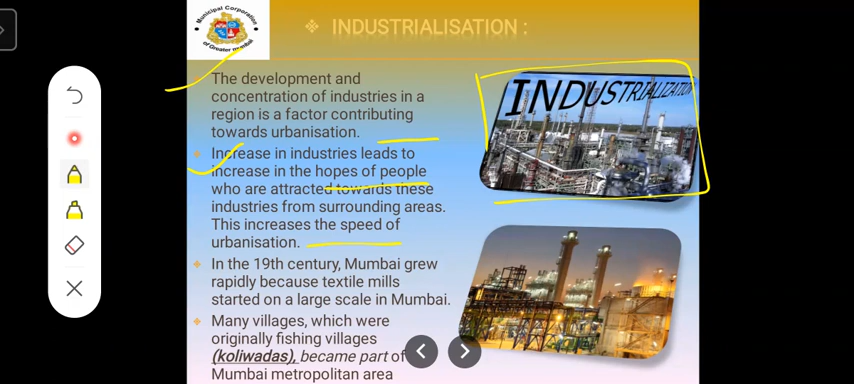 Municipal Corporation
of Greater mumbai
❖ INDUSTRIALISATION :
The development and
concentration of industries in a
region is a factor contributing
towards urbanisation.
Increase in industries leads to
increase in the hopes of people
who are attracted towards these
industries from surrounding areas.
This increases the speed of
urbanisation.
❖ In the 19th century, Mumbai grew
rapidly because textile mills
started on a large scale in Mumbai.
❖ Many villages, which were
originally fishing villages
(koliwadas), became part of
Mumbai metropolitan area
INDUSTRIALIZATION